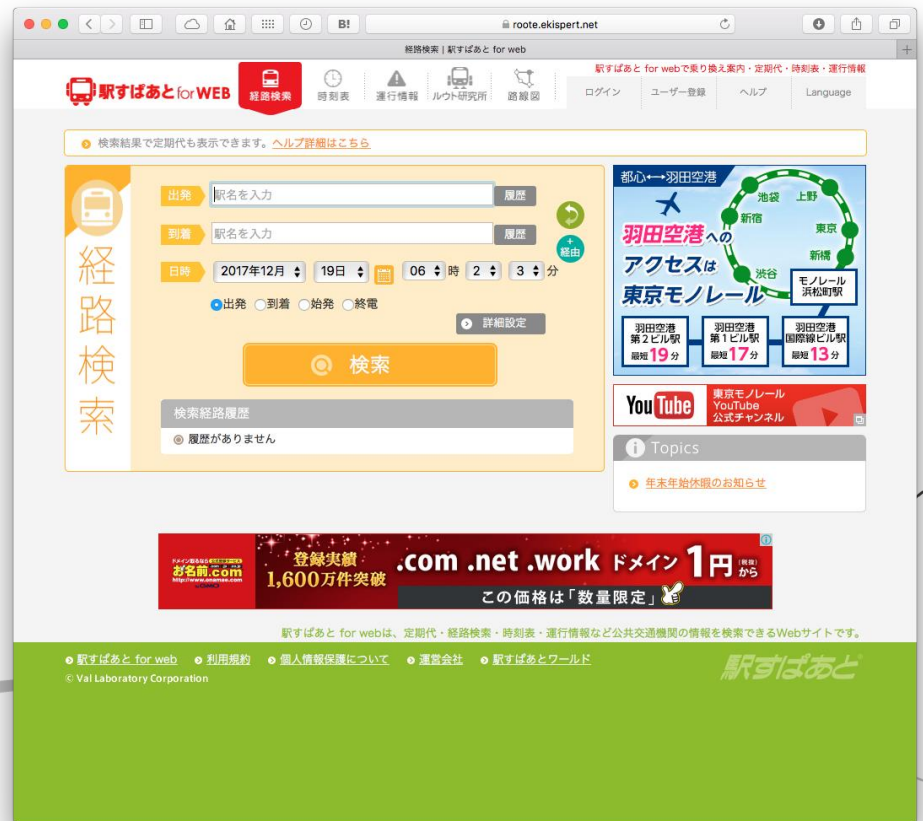 B!
roote.ekispert.net
経路検索 | 駅すぱあと for web
駅すぱあと for webで乗り換え案内・定期代・時刻表・運行情報
駅すぱあと for WEB
経路検索
時刻表
運行情報
ルウト研究所
路線図
ログイン
ユーザー登録
ヘルプ
Language
検索結果で定期代も表示できます。ヘルプ詳細はこちら
経路検索
出発 駅名を入力 履歴
到着 駅名を入力 履歴
+経由
日時 2017年12月 19日 06 時 2 3 分
出発 到着 始発 終電
詳細設定
検索
検索経路履歴
履歴がありません
都心⟷羽田空港
羽田空港への
アクセスは
東京モノレール
池袋
上野
新宿
東京
新橋
渋谷
モノレール
浜松町駅
羽田空港
第2ビル駅
最短19分
羽田空港
第1ビル駅
最短17分
羽田空港
国際線ビル駅
最短13分
YouTube
東京モノレール
YouTube
公式チャンネル
i Topics
年末年始休暇のお知らせ
ドメイン取るなら
お名前.com
http://www.onamae.com
登録実績
1,600万件突破
.com .net .work ドメイン 1円(税抜)から
この価格は「数量限定」
駅すぱあと for webは、定期代・経路検索・時刻表・運行情報など公共交通機関の情報を検索できるWebサイトです。
駅すぱあと for web
利用規約
個人情報保護について
運営会社
駅すぱあとワールド
駅すぱあと
© Val Laboratory Corporation